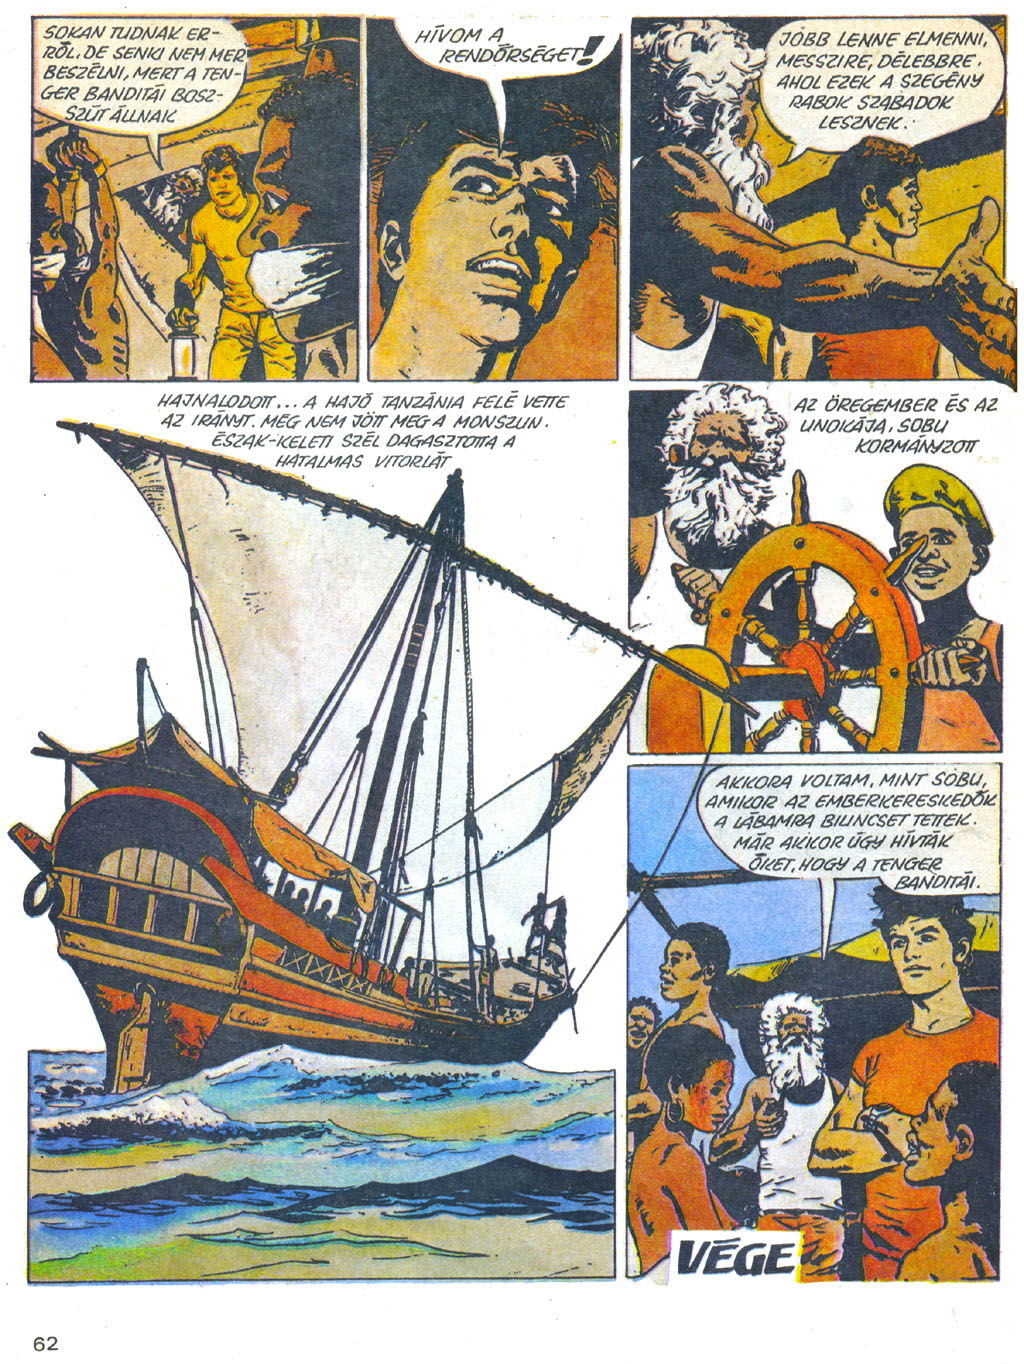 SOKAN TUDNAK ER-
RŐL, DE SENKI NEM MER
BESZÉLNI, MERT A TEN-
GER BANDITÁI BOSZ-
SZÚT ÁLLNAK
HÍVOM A
RENDŐRSÉGET!
JOBB LENNE ELMENNI,
MESSZIRE, DÉLEBBRE,
AHOL EZEK A SZEGÉNY
RABOK SZABADOK
LESZNEK.
HAJNALODOTT... A HAJÓ TANZÁNIA FELÉ VETTE
AZ IRÁNYT. MÉG NEM JÖTT MEG A MONSZUN.
ÉSZAK-KELETI SZÉL DAGASZTOTTA A
HATALMAS VITORLÁT
AZ ÖREGEMBER ÉS AZ
UNOKÁJA, SOBU
KORMÁNYZOTT
AKKORA VOLTAM, MINT SOBU,
AMIKOR AZ EMBERKERESKEDŐK
A LÁBAMRA BILINCSET TETTEK.
MÁR AKKOR ÚGY HÍVTÁK
ŐKET, HOGY A TENGER
BANDITÁI.
VÉGE
62